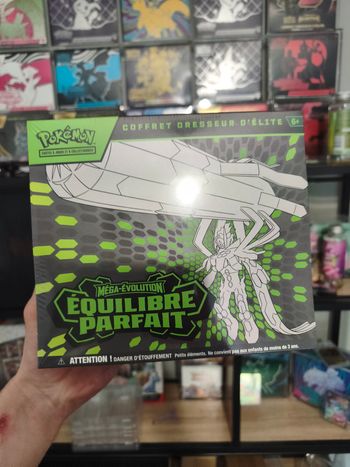 COFFRET DRESSEUR D'ÉLITE 6+
POKÉMON
CARTES À JOUER ET À COLLECTIONNER
MÉGA-ÉVOLUTION
ÉQUILIBRE
PARFAIT
ATTENTION ! DANGER D'ÉTOUFFEMENT Petits éléments. Ne convient pas aux enfants de moins de 3 ans.